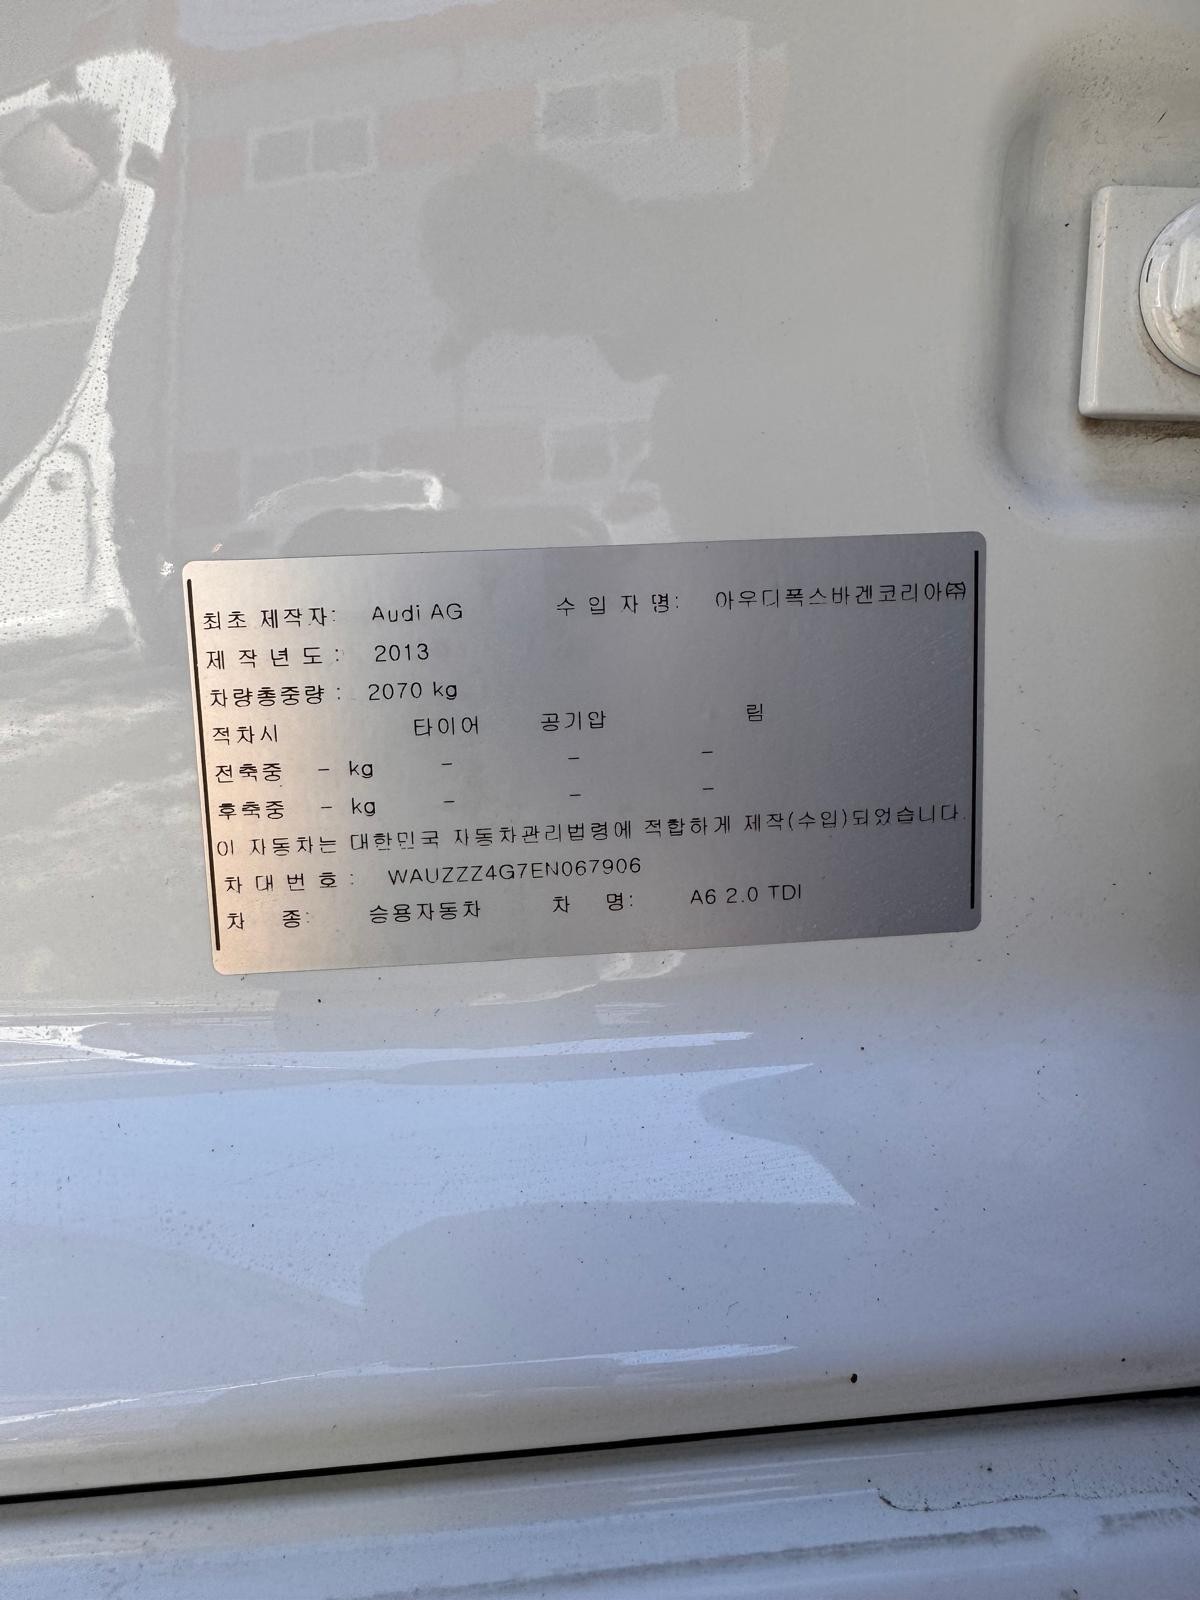 최초 제작자: Audi AG 수 입 자 명: 아우디폭스바겐코리아㈜
제 작 년 도 : 2013
차량총중량 : 2070 kg
적차시 타이어 공기압 림
전축중 - kg - - -
후축중 - kg - - -
이 자동차는 대한민국 자동차관리법령에 적합하게 제작(수입)되었습니다.
차 대 번 호 : WAUZZZ4G7EN067906
차 종: 승용자동차 차 명: A6 2.0 TDI